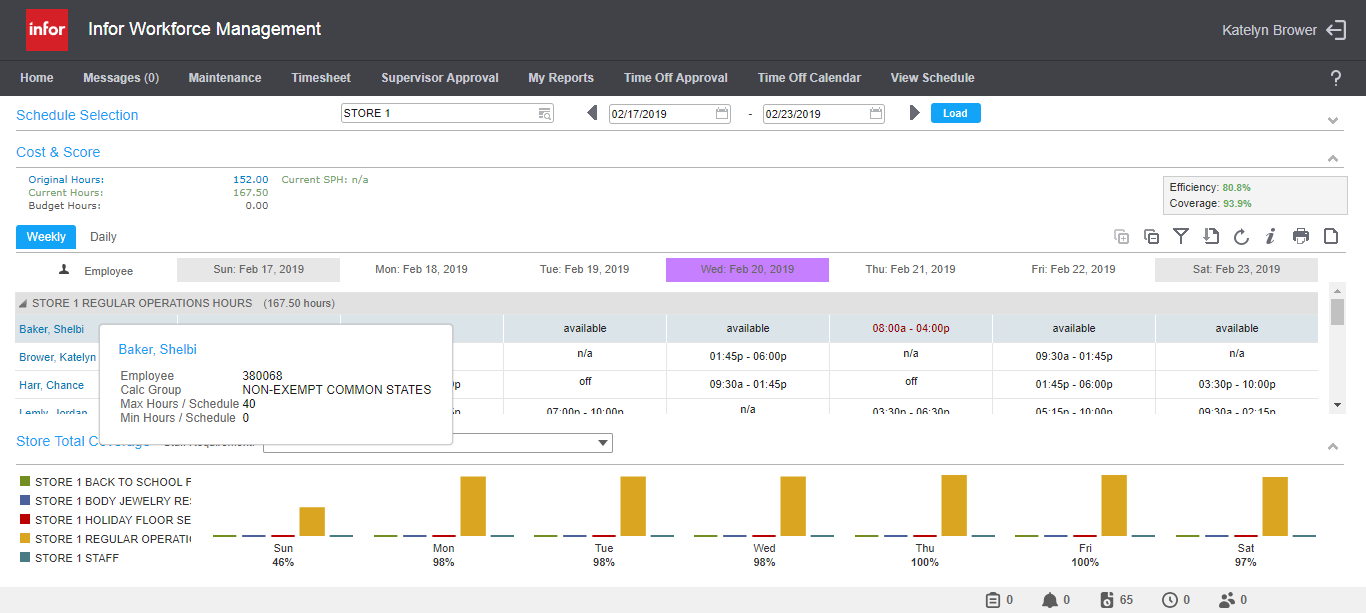 infor Infor Workforce Management Katelyn Brower
Home Messages (0) Maintenance Timesheet Supervisor Approval My Reports Time Off Approval Time Off Calendar View Schedule ?
Schedule Selection STORE 1 02/17/2019 - 02/23/2019 Load
Cost & Score
Original Hours: 152.00 Current SPH: n/a
Current Hours: 167.50
Budget Hours: 0.00
Efficiency: 80.8%
Coverage: 93.9%
Weekly Daily
Employee Sun: Feb 17, 2019 Mon: Feb 18, 2019 Tue: Feb 19, 2019 Wed: Feb 20, 2019 Thu: Feb 21, 2019 Fri: Feb 22, 2019 Sat: Feb 23, 2019
STORE 1 REGULAR OPERATIONS HOURS (167.50 hours)
Baker, Shelbi available available 08:00a - 04:00p available available
Brower, Katelyn n/a 01:45p - 06:00p n/a 09:30a - 01:45p n/a
Harr, Chance off 09:30a - 01:45p off 01:45p - 06:00p 03:30p - 10:00p
Lemly, Jordan 07:00p - 10:00p n/a 03:30p - 06:30p 05:15p - 10:00p 09:30a - 02:15p
Baker, Shelbi
Employee 380068
Calc Group NON-EXEMPT COMMON STATES
Max Hours / Schedule 40
Min Hours / Schedule 0
Store Total Coverage
STORE 1 BACK TO SCHOOL F
STORE 1 BODY JEWELRY RES
STORE 1 HOLIDAY FLOOR SE
STORE 1 REGULAR OPERATI
STORE 1 STAFF
Sun Mon Tue Wed Thu Fri Sat
46% 98% 98% 98% 100% 100% 97%
0 0 65 0 0